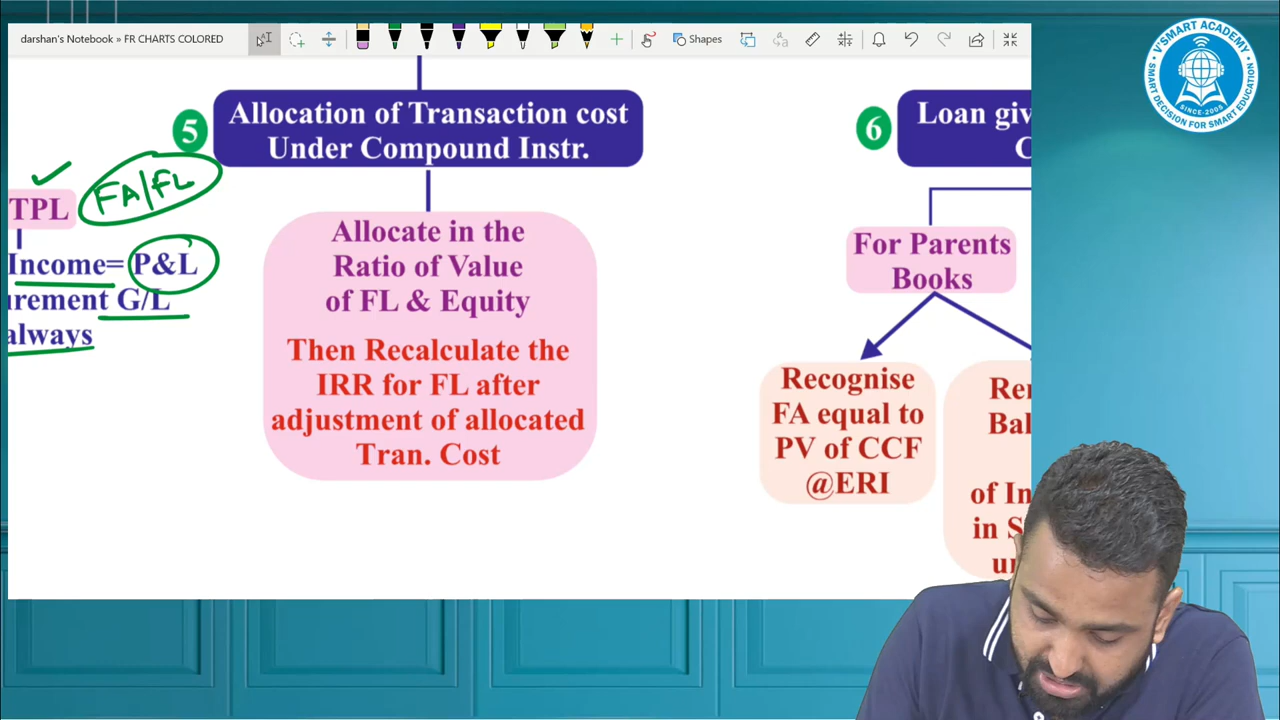 darshan's Notebook » FR CHARTS COLORED
Shapes
V'SMART ACADEMY
SMART DECISION FOR SMART EDUCATION
SINCE-2005
TPL
FA/FL
Income= P&L
urement G/L
always
5
Allocation of Transaction cost
Under Compound Instr.
Allocate in the
Ratio of Value
of FL & Equity
Then Recalculate the
IRR for FL after
adjustment of allocated
Tran. Cost
6
Loan giv
C
For Parents
Books
Recognise
FA equal to
PV of CCF
@ERI
Rem
Bal
of In
in S
un